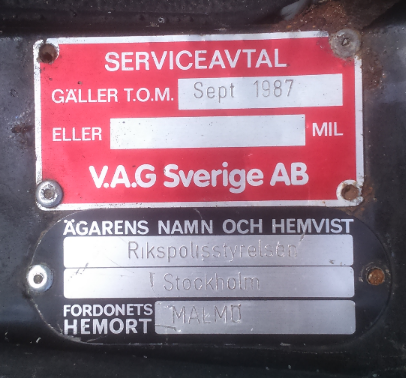 SERVICEAVTAL
GÄLLER T.O.M. Sept 1987
ELLER MIL
V.A.G Sverige AB
ÄGARENS NAMN OCH HEMVIST
Rikspolisstyrelsen
i Stockholm
FORDONETS
HEMORT MALMÖ